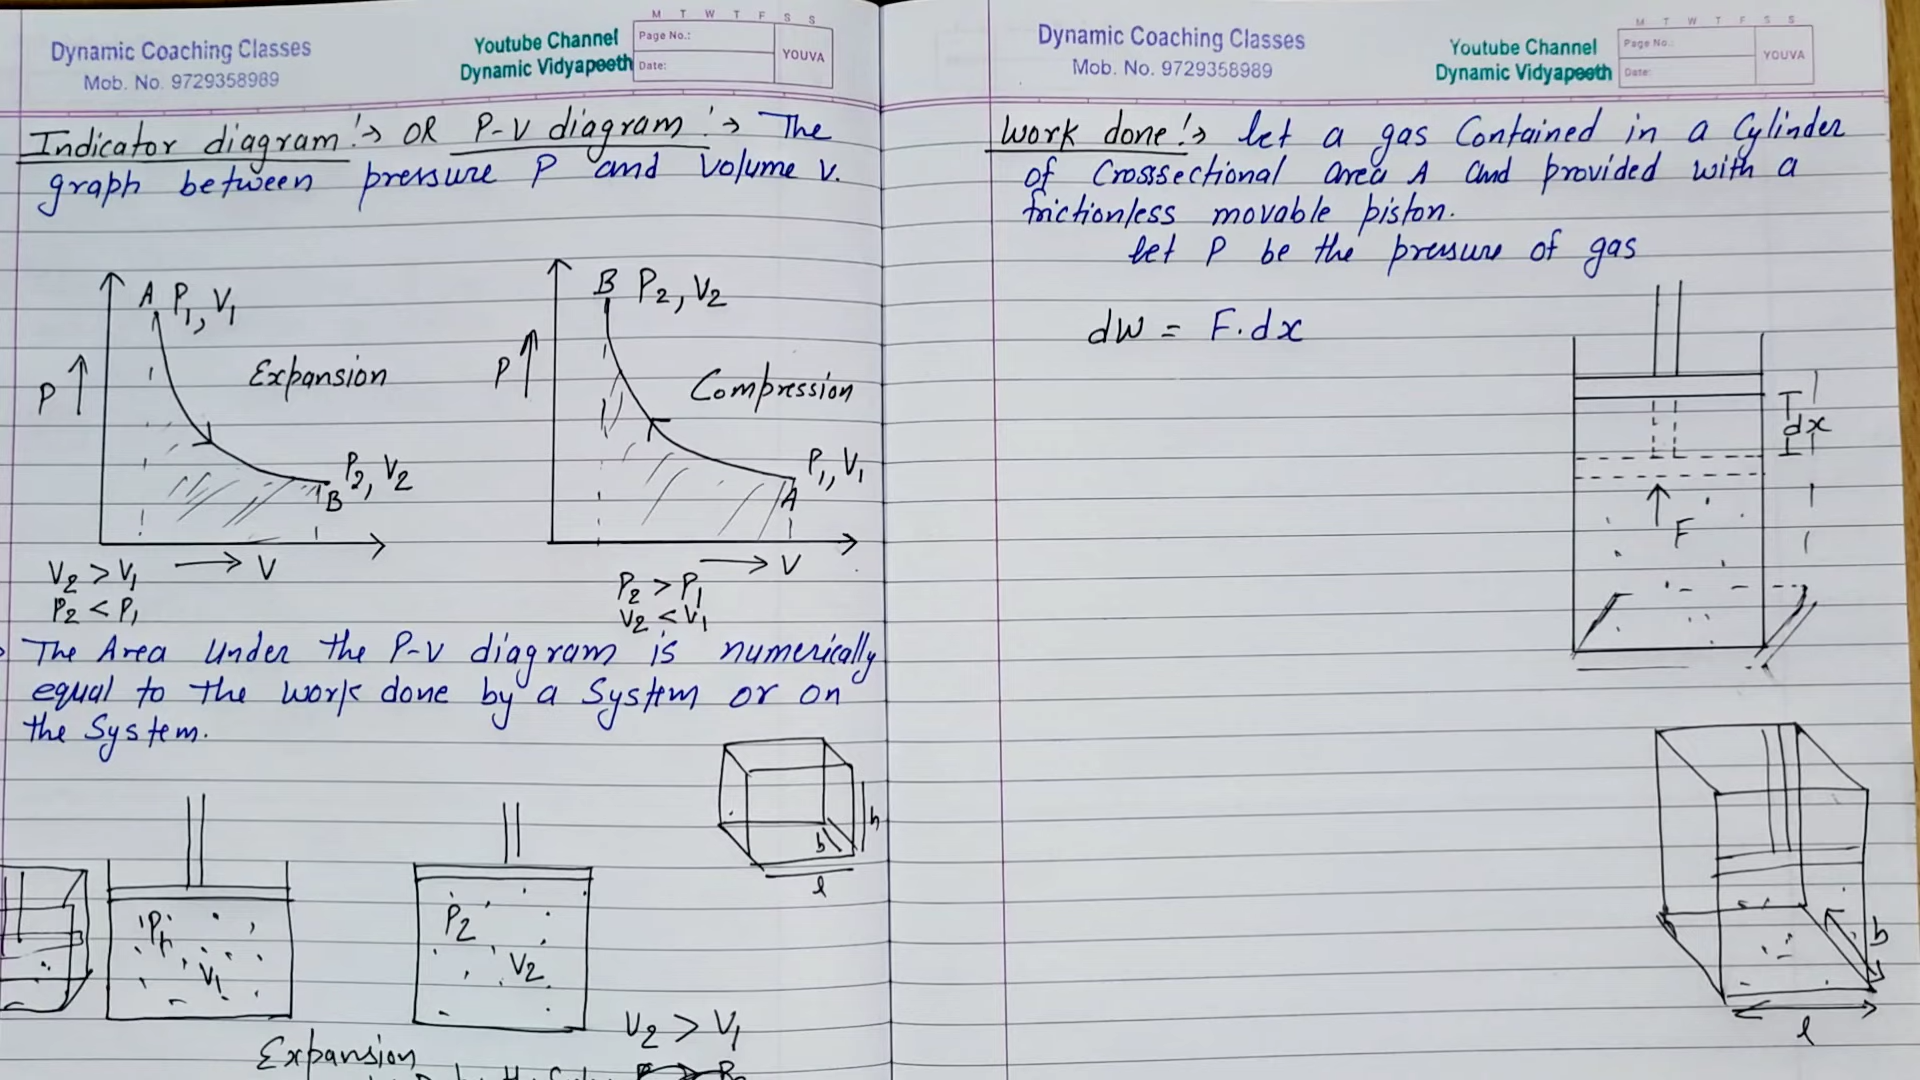 Dynamic Coaching Classes
Mob. No. 9729358989
Youtube Channel
Dynamic Vidyapeeth
M T W T F S S
Page No.:
Date:
YOUVA
Indicator diagram :→ OR P-V diagram :→ The
graph between pressure P and Volume V.
A P1, V1
Expansion
P
P2, V2
B
V
V2 > V1
P2 < P1
B P2, V2
Compression
P
P1, V1
A
V
P2 > P1
V2 < V1
The Area Under the P-V diagram is numerically
equal to the work done by a System or on
the System.
h
b
l
P1
V1
P2
V2
V2 > V1
Expansion
Dynamic Coaching Classes
Mob. No. 9729358989
Youtube Channel
Dynamic Vidyapeeth
M T W T F S S
Page No.:
Date:
YOUVA
Work done :→ let a gas Contained in a Cylinder
of Crosssectional area A and provided with a
frictionless movable piston.
let P be the pressure of gas
dW = F.dx
dx
F
b
l